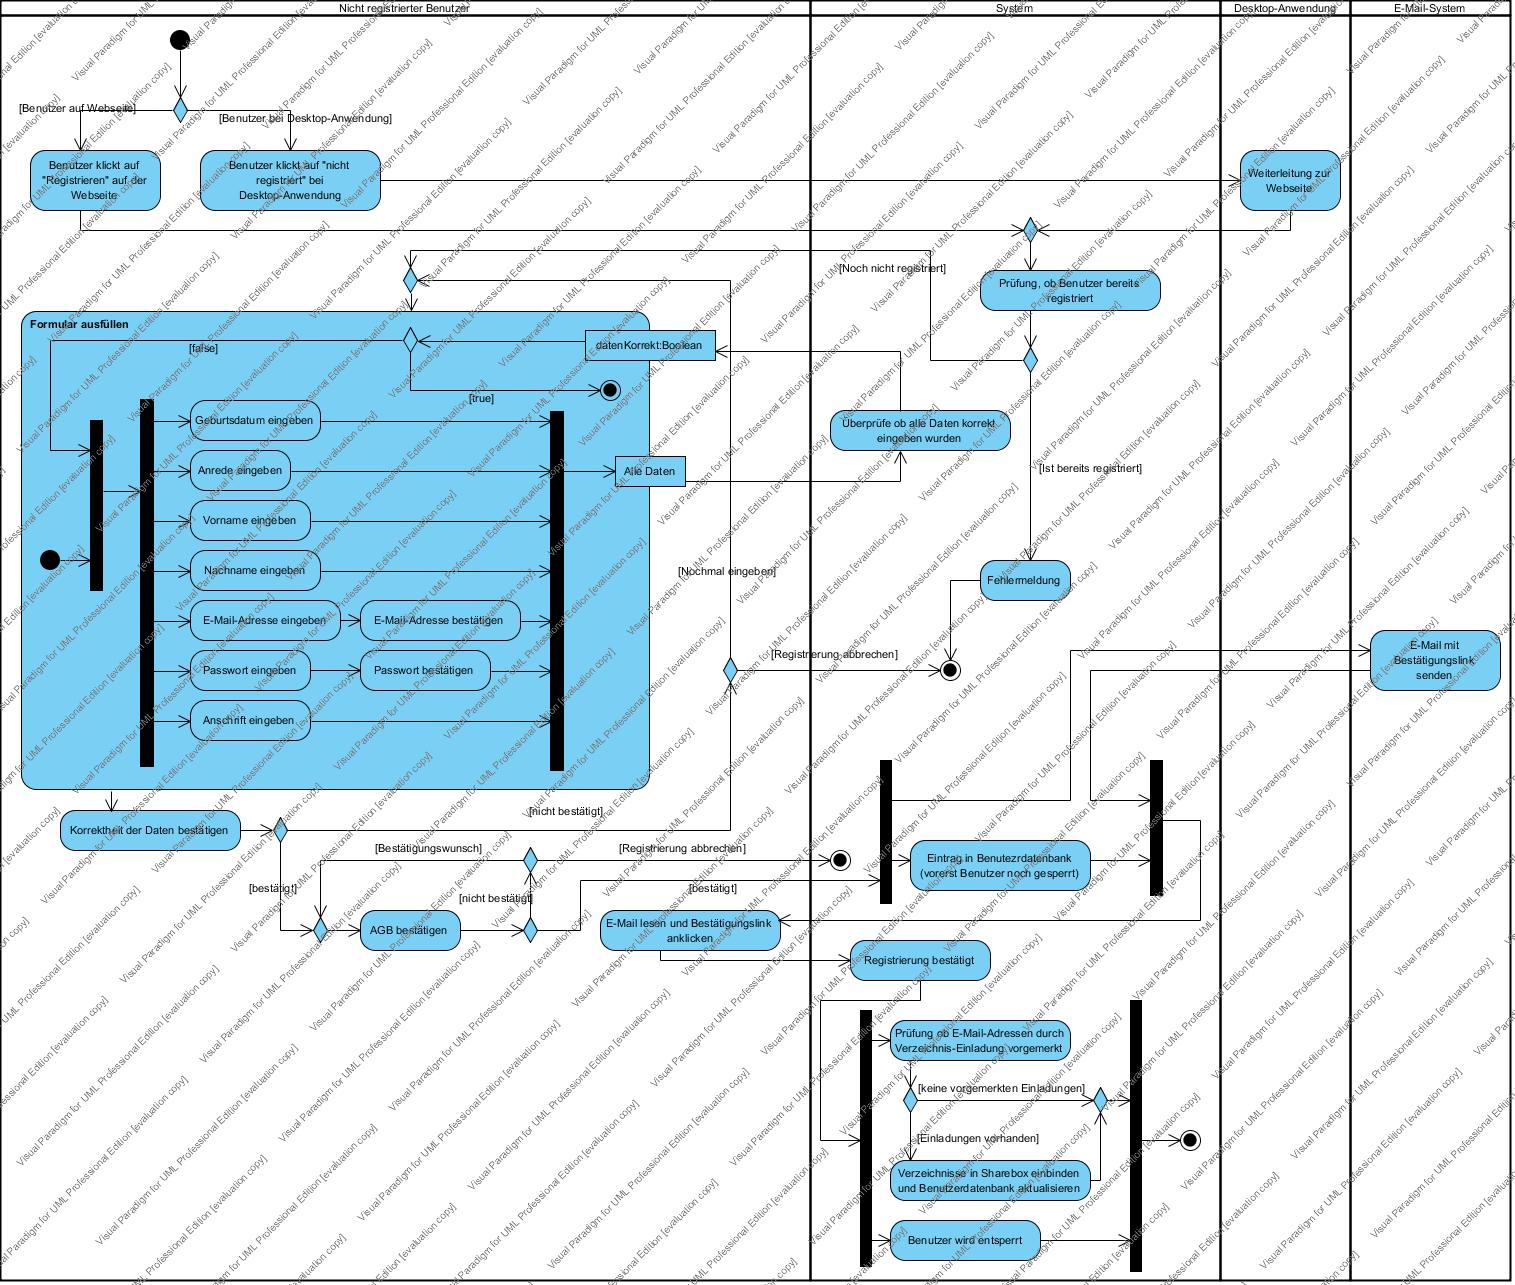 Nicht registrierter Benutzer
System
Desktop-Anwendung
E-Mail-System
[Benutzer auf Webseite]
[Benutzer bei Desktop-Anwendung]
Benutzer klickt auf
"Registrieren" auf der
Webseite
Benutzer klickt auf "nicht
registriert" bei
Desktop-Anwendung
Weiterleitung zur
Webseite
[Noch nicht registriert]
Prüfung, ob Benutzer bereits
registriert
Formular ausfüllen
[false]
datenKorrekt:Boolean
[true]
Geburtsdatum eingeben
Überprüfe ob alle Daten korrekt
eingeben wurden
Anrede eingeben
Alle Daten
[Ist bereits registriert]
Vorname eingeben
Nachname eingeben
[Nochmal eingeben]
Fehlermeldung
E-Mail-Adresse eingeben
E-Mail-Adresse bestätigen
[Registrierung abbrechen]
E-Mail mit
Bestätigungslink
senden
Passwort eingeben
Passwort bestätigen
Anschrift eingeben
[nicht bestätigt]
Korrektheit der Daten bestätigen
[Bestätigungswunsch]
[Registrierung abbrechen]
Eintrag in Benutezrdatenbank
(vorerst Benutzer noch gesperrt)
[bestätigt]
[nicht bestätigt]
[bestätigt]
AGB bestätigen
E-Mail lesen und Bestätigungslink
anklicken
Registrierung bestätigt
Prüfung ob E-Mail-Adressen durch
Verzeichnis-Einladung vorgemerkt
[keine vorgemerkten Einladungen]
[Einladungen vorhanden]
Verzeichnisse in Sharebox einbinden
und Benutzerdatenbank aktualisieren
Benutzer wird entsperrt
Visual Paradigm for UML Professional Edition [evaluation copy]